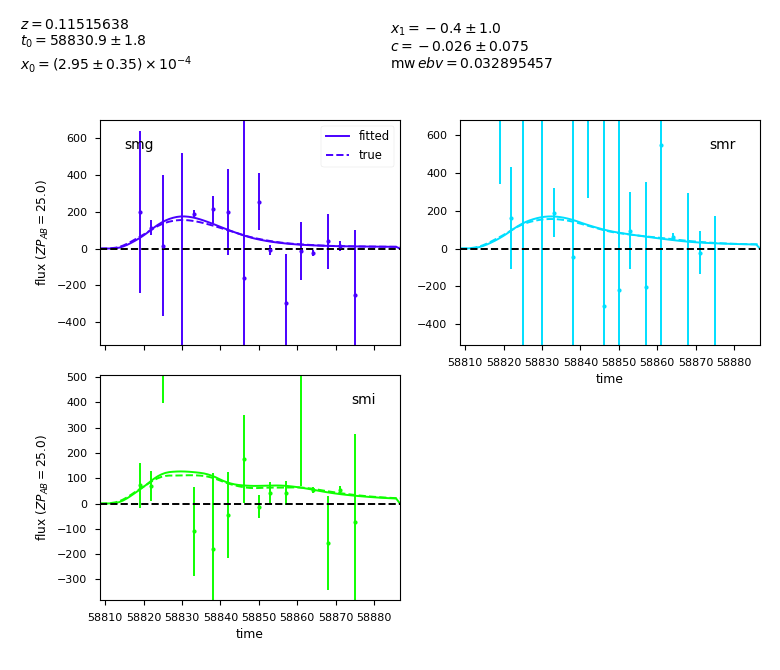 z = 0.11515638
t₀ = 58830.9 ± 1.8
x₀ = (2.95 ± 0.35) × 10⁻⁴
x₁ = −0.4 ± 1.0
c = −0.026 ± 0.075
mwebv = 0.032895457
smg
fitted
true
600
400
200
0
−200
−400
flux (ZP_AB = 25.0)
smr
600
400
200
0
−200
−400
58810 58820 58830 58840 58850 58860 58870 58880
time
smi
500
400
300
200
100
0
−100
−200
−300
flux (ZP_AB = 25.0)
58810 58820 58830 58840 58850 58860 58870 58880
time